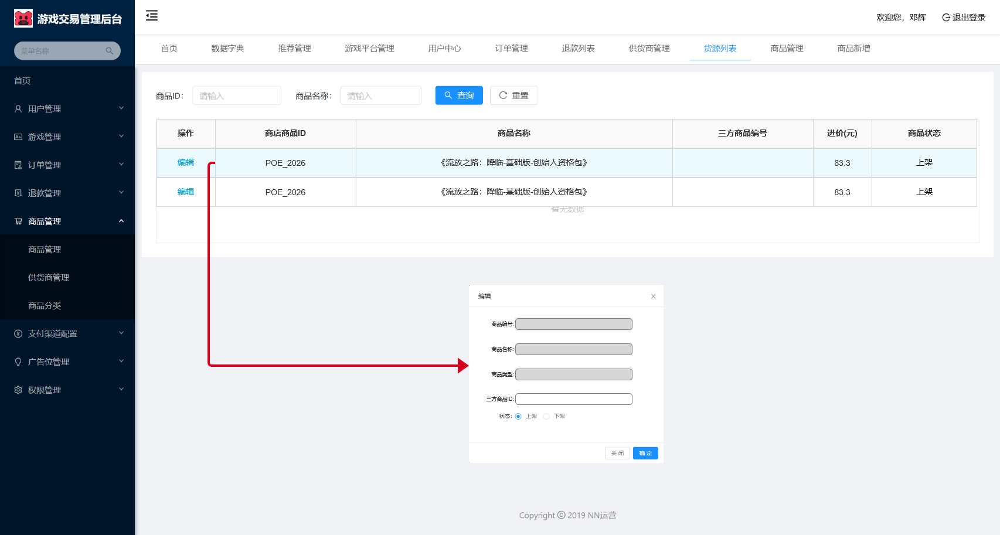 游戏交易管理后台
菜单名称
首页
用户管理
游戏管理
订单管理
退款管理
商品管理
商品管理
供货商管理
商品分类
支付渠道配置
广告位管理
权限管理
欢迎您，邓辉 退出登录
首页 数据字典 推荐管理 游戏平台管理 用户中心 订单管理 退款列表 供货商管理 货源列表 商品管理 商品新增
商品ID： 请输入 商品名称： 请输入 查询 重置
操作 商店商品ID 商品名称 三方商品编号 进价(元) 商品状态
编辑 POE_2026 《流放之路：降临-基础版-创始人资格包》 83.3 上架
编辑 POE_2026 《流放之路：降临-基础版-创始人资格包》 83.3 上架
暂无数据
编辑 X
商品编号:
商品名称:
商品类型:
三方商品ID:
状态: 上架 下架
关 闭 确 定
Copyright © 2019 NN运营